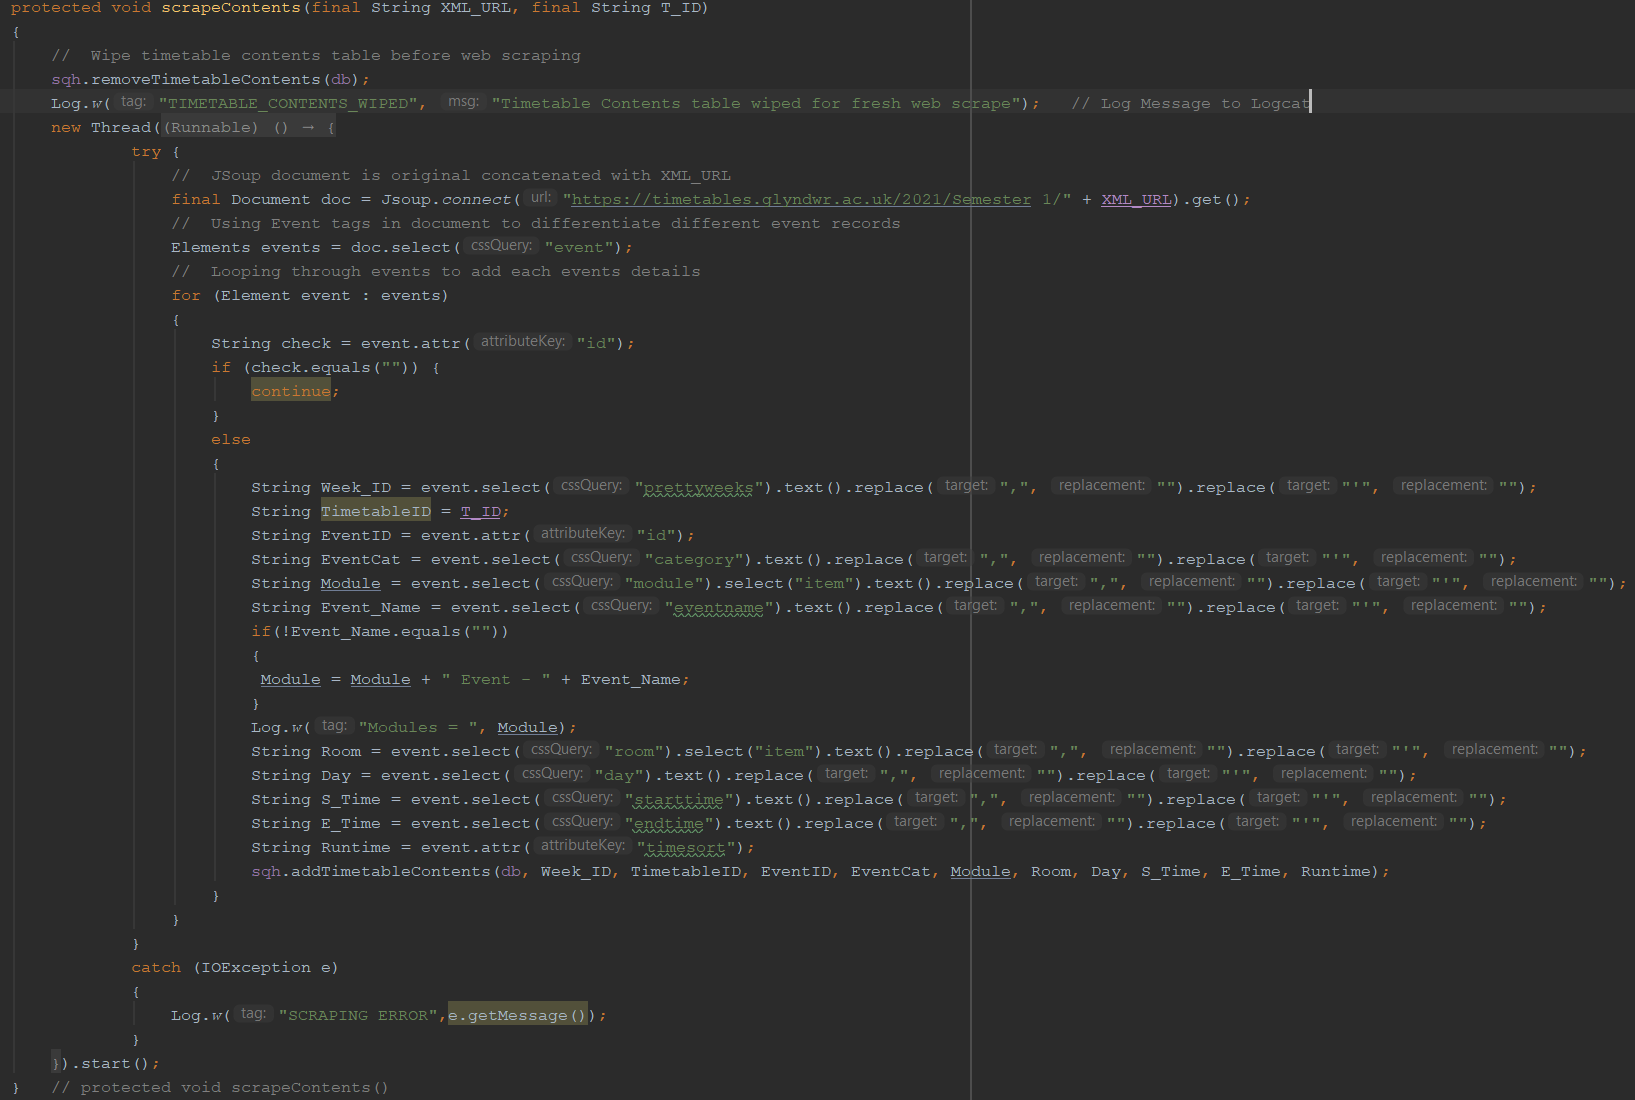 protected void scrapeContents(final String XML_URL, final String T_ID)
{
//  Wipe timetable contents table before web scraping
sqh.removeTimetableContents(db);
Log.w( tag: "TIMETABLE_CONTENTS_WIPED",  msg: "Timetable Contents table wiped for fresh web scrape");   // Log Message to Logcat
new Thread((Runnable) () → {
try {
//  JSoup document is original concatenated with XML_URL
final Document doc = Jsoup.connect( url: "https://timetables.glyndwr.ac.uk/2021/Semester 1/" + XML_URL).get();
//  Using Event tags in document to differentiate different event records
Elements events = doc.select( cssQuery: "event");
//  Looping through events to add each events details
for (Element event : events)
{
String check = event.attr( attributeKey: "id");
if (check.equals("")) {
continue;
}
else
{
String Week_ID = event.select( cssQuery: "prettyweeks").text().replace( target: ",",  replacement: "").replace( target: "'",  replacement: "");
String TimetableID = T_ID;
String EventID = event.attr( attributeKey: "id");
String EventCat = event.select( cssQuery: "category").text().replace( target: ",",  replacement: "").replace( target: "'",  replacement: "");
String Module = event.select( cssQuery: "module").select("item").text().replace( target: ",",  replacement: "").replace( target: "'",  replacement: "");
String Event_Name = event.select( cssQuery: "eventname").text().replace( target: ",",  replacement: "").replace( target: "'",  replacement: "");
if(!Event_Name.equals(""))
{
Module = Module + " Event - " + Event_Name;
}
Log.w( tag: "Modules = ", Module);
String Room = event.select( cssQuery: "room").select("item").text().replace( target: ",",  replacement: "").replace( target: "'",  replacement: "");
String Day = event.select( cssQuery: "day").text().replace( target: ",",  replacement: "").replace( target: "'",  replacement: "");
String S_Time = event.select( cssQuery: "starttime").text().replace( target: ",",  replacement: "").replace( target: "'",  replacement: "");
String E_Time = event.select( cssQuery: "endtime").text().replace( target: ",",  replacement: "").replace( target: "'",  replacement: "");
String Runtime = event.attr( attributeKey: "timesort");
sqh.addTimetableContents(db, Week_ID, TimetableID, EventID, EventCat, Module, Room, Day, S_Time, E_Time, Runtime);
}
}
}
catch (IOException e)
{
Log.w( tag: "SCRAPING ERROR",e.getMessage());
}
}).start();
}   // protected void scrapeContents()